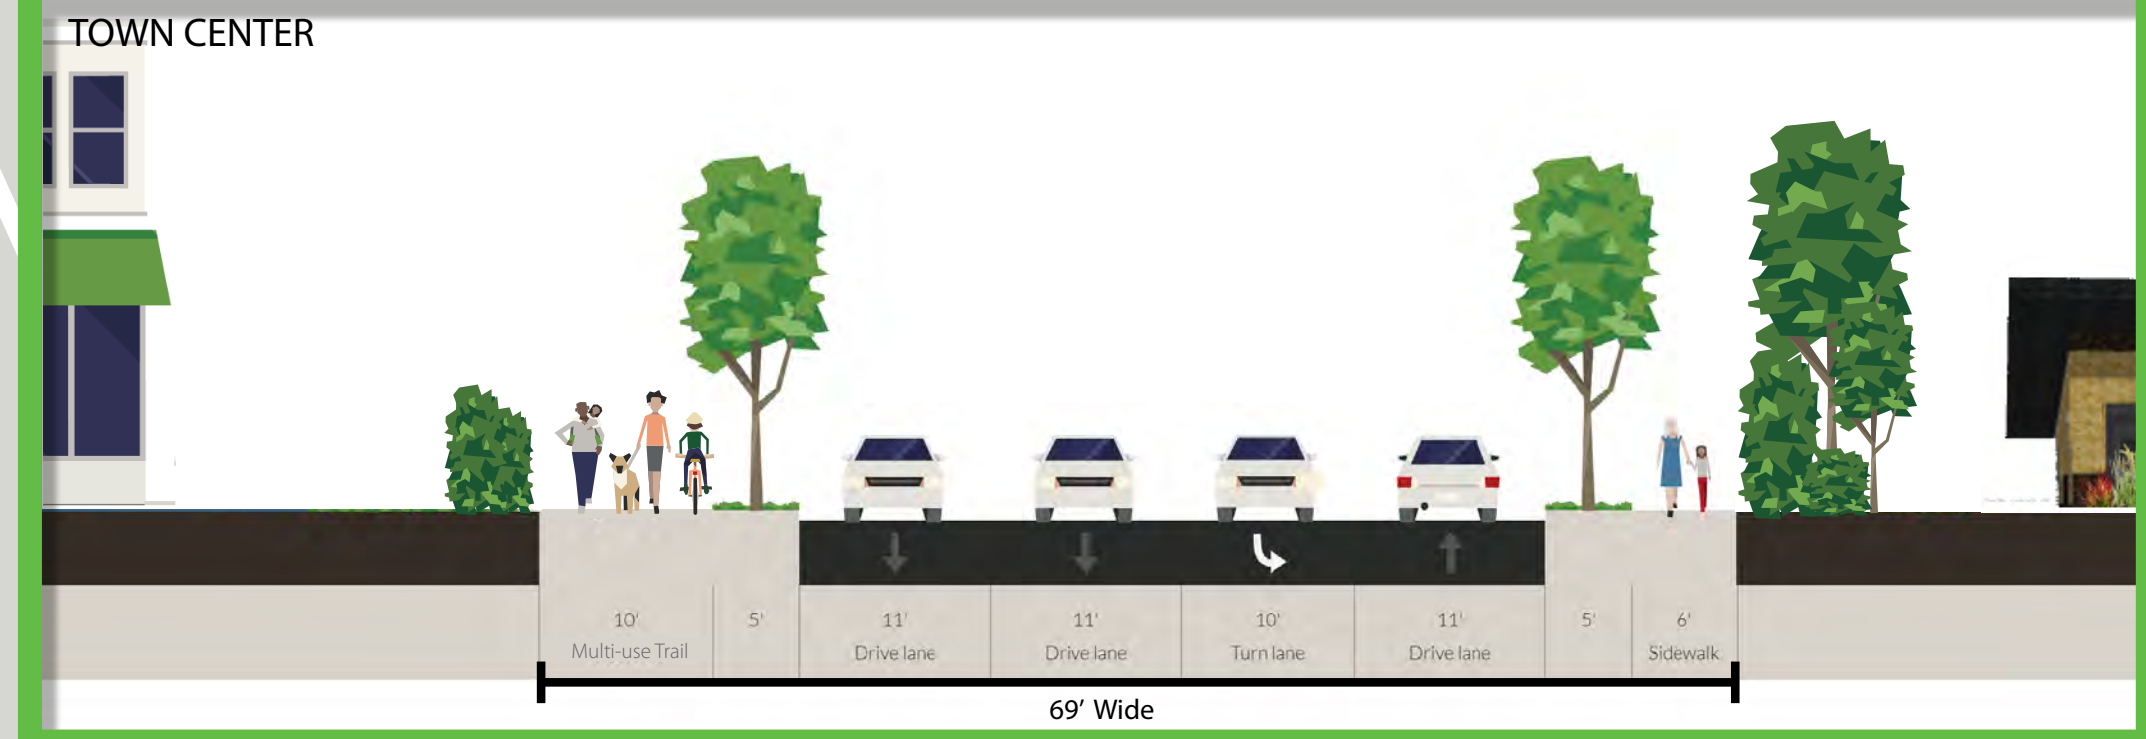 TOWN CENTER
10' 5' 11' 11' 10' 11' 5' 6'
Multi-use Trail Drive lane Drive lane Turn lane Drive lane Sidewalk
69' Wide